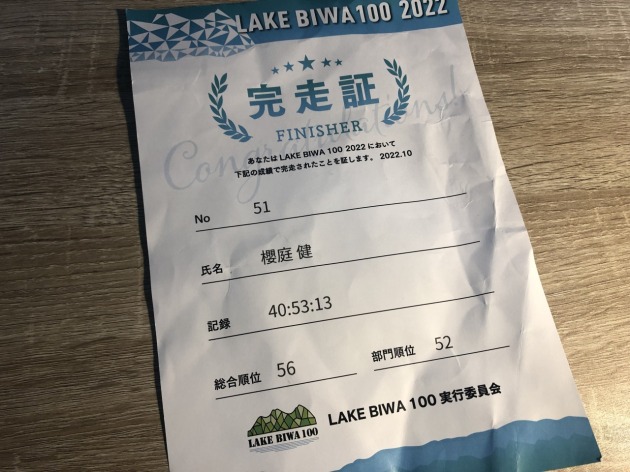 LAKE BIWA 100 2022
完走証
FINISHER
Congratulations!
あなたは LAKE BIWA 100 2022 において
下記の成績で完走されたことを証します。 2022.10
No 51
氏名 櫻庭 健
記録 40:53:13
総合順位 56 部門順位 52
LAKE BIWA 100
LAKE BIWA 100 実行委員会